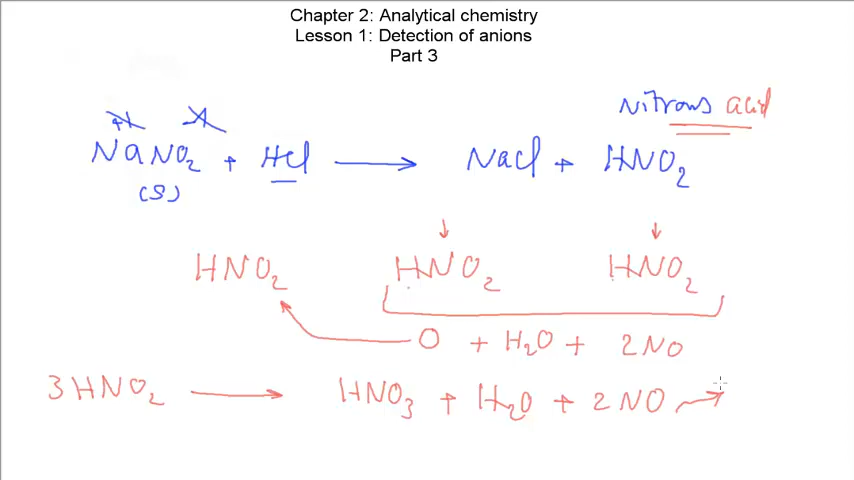 Chapter 2: Analytical chemistry
Lesson 1: Detection of anions
Part 3
Nitrous acid
NaNO2 + HCl ⟶ NaCl + HNO2
(S)
HNO2 HNO2 HNO2
O + H2O + 2NO
3HNO2 ⟶ HNO3 + H2O + 2NO